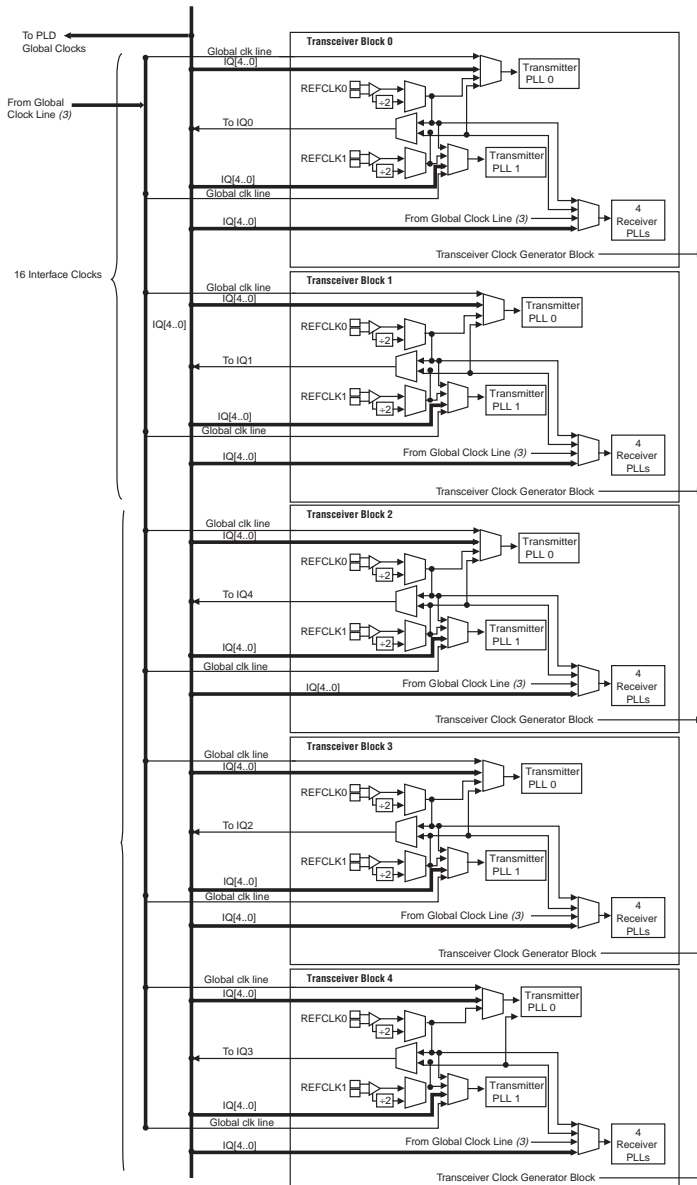 To PLD
Global Clocks
From Global
Clock Line (3)
16 Interface Clocks
IQ[4..0]
Transceiver Block 0
Global clk line
IQ[4..0]
REFCLK0
÷2
Transmitter
PLL 0
To IQ0
REFCLK1
÷2
Transmitter
PLL 1
IQ[4..0]
Global clk line
IQ[4..0]
From Global Clock Line (3)
4
Receiver
PLLs
Transceiver Clock Generator Block
Transceiver Block 1
Global clk line
IQ[4..0]
REFCLK0
÷2
Transmitter
PLL 0
To IQ1
REFCLK1
÷2
Transmitter
PLL 1
IQ[4..0]
Global clk line
IQ[4..0]
From Global Clock Line (3)
4
Receiver
PLLs
Transceiver Clock Generator Block
Transceiver Block 2
Global clk line
IQ[4..0]
REFCLK0
÷2
Transmitter
PLL 0
To IQ4
REFCLK1
÷2
Transmitter
PLL 1
IQ[4..0]
Global clk line
IQ[4..0]
From Global Clock Line (3)
4
Receiver
PLLs
Transceiver Clock Generator Block
Transceiver Block 3
Global clk line
IQ[4..0]
REFCLK0
÷2
Transmitter
PLL 0
To IQ2
REFCLK1
÷2
Transmitter
PLL 1
IQ[4..0]
Global clk line
IQ[4..0]
From Global Clock Line (3)
4
Receiver
PLLs
Transceiver Clock Generator Block
Transceiver Block 4
Global clk line
IQ[4..0]
REFCLK0
÷2
Transmitter
PLL 0
To IQ3
REFCLK1
÷2
Transmitter
PLL 1
IQ[4..0]
Global clk line
IQ[4..0]
From Global Clock Line (3)
4
Receiver
PLLs
Transceiver Clock Generator Block